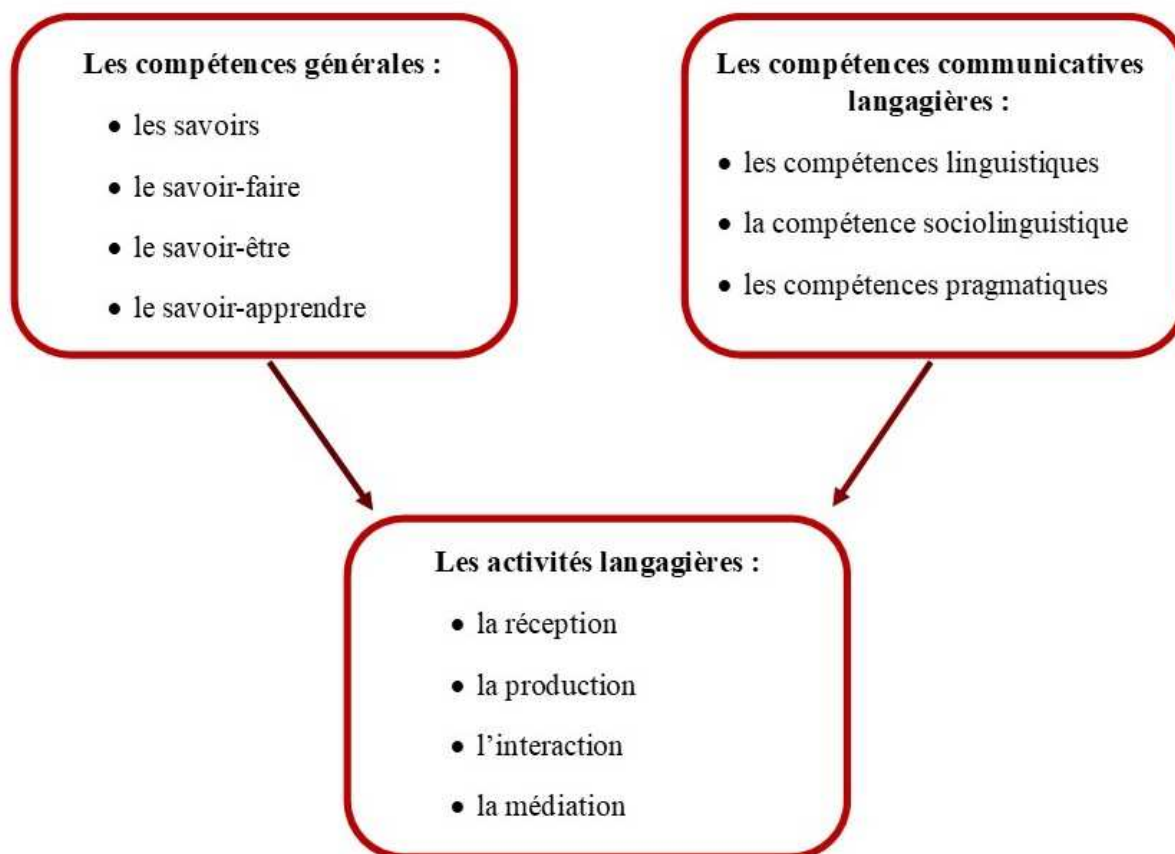 Les compétences générales :
• les savoirs
• le savoir-faire
• le savoir-être
• le savoir-apprendre
Les compétences communicatives
langagières :
• les compétences linguistiques
• la compétence sociolinguistique
• les compétences pragmatiques
Les activités langagières :
• la réception
• la production
• l’interaction
• la médiation